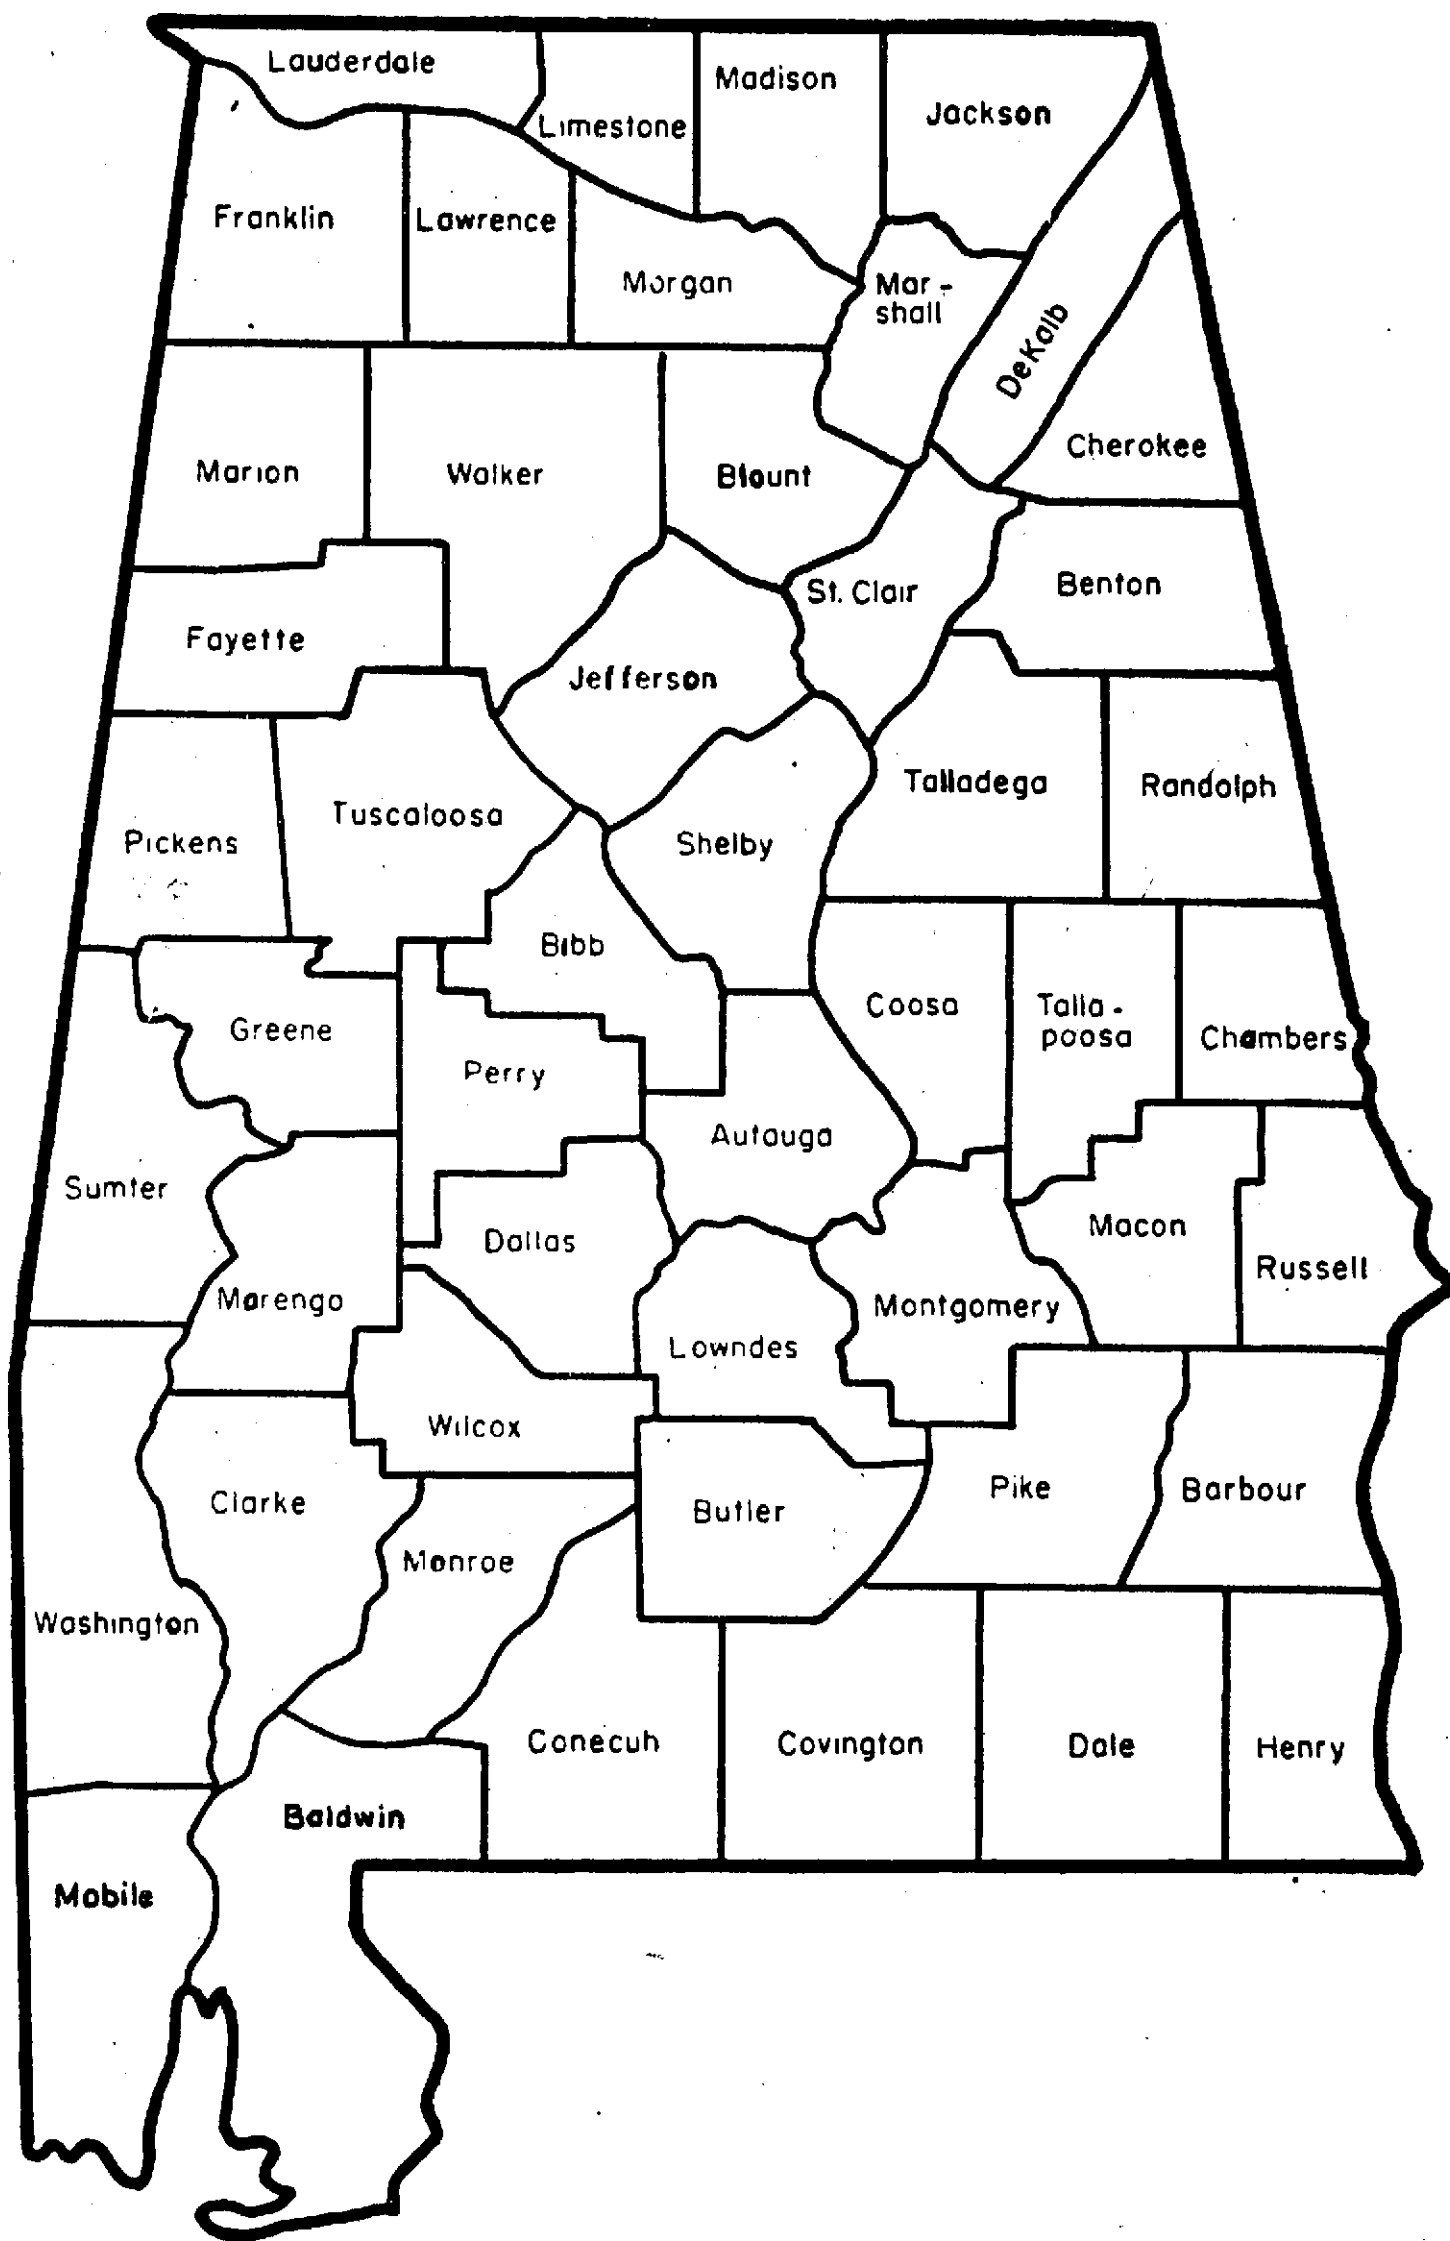 Lauderdale
Limestone
Madison
Jackson
Franklin
Lawrence
Morgan
Mar -
shall
DeKalb
Cherokee
Marion
Walker
Blount
St. Clair
Benton
Fayette
Jefferson
Talladega
Randolph
Pickens
Tuscaloosa
Shelby
Bibb
Greene
Perry
Coosa
Talla -
poosa
Chambers
Autauga
Sumter
Dallas
Macon
Russell
Marengo
Montgomery
Lowndes
Wilcox
Clarke
Butler
Pike
Barbour
Monroe
Washington
Conecuh
Covington
Dale
Henry
Baldwin
Mobile